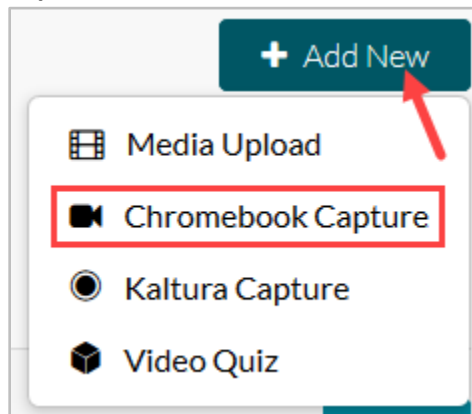 + Add New
Media Upload
Chromebook Capture
Kaltura Capture
Video Quiz